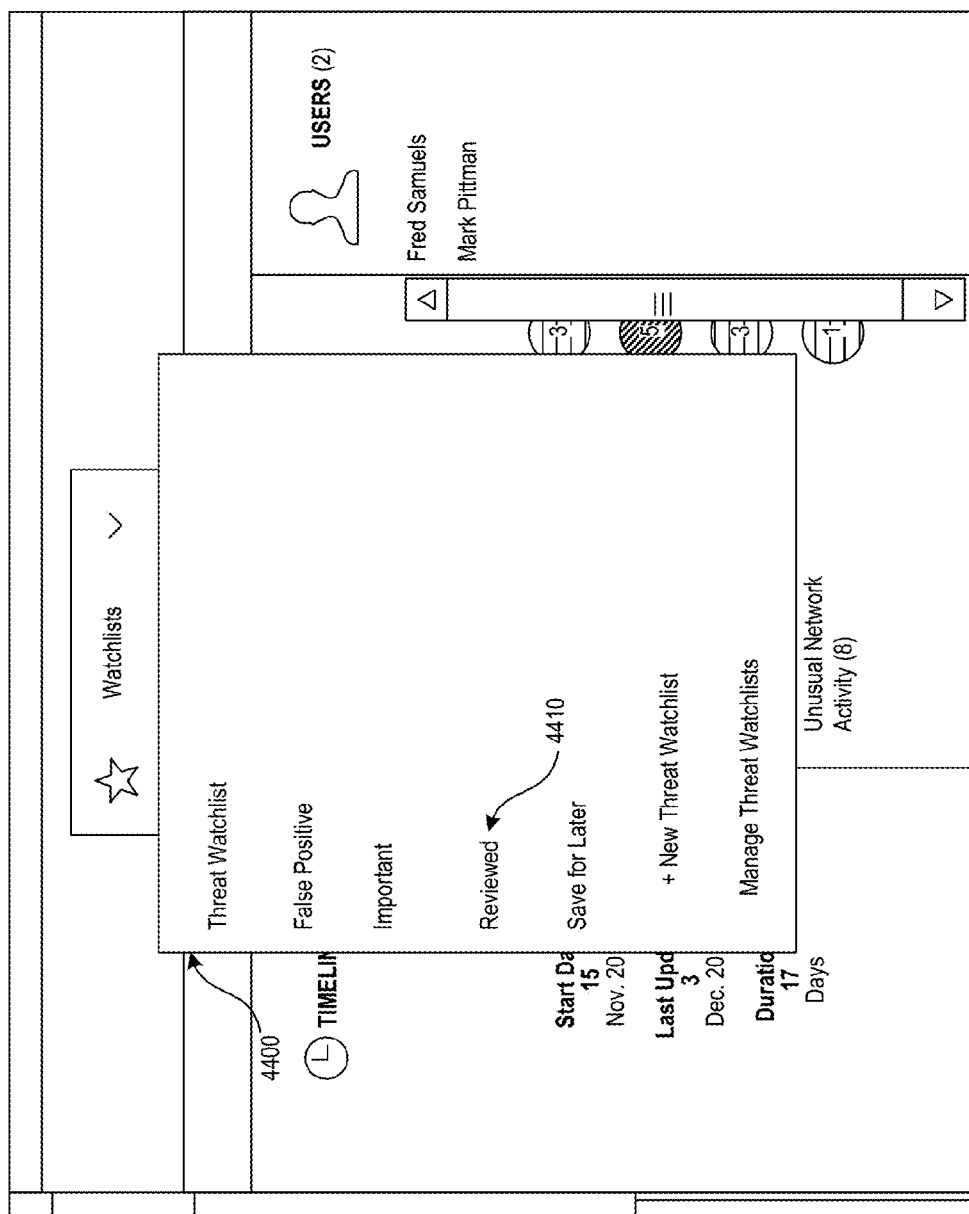 Watchlists
4400
Threat Watchlist
False Positive
Important
Reviewed
4410
Save for Later
+ New Threat Watchlist
Manage Threat Watchlists
TIMELIN
Start Da
15
Nov. 20
Last Upd
3
Dec. 20
Duratio
17
Days
Unusual Network
Activity (8)
3
5
3
1
USERS (2)
Fred Samuels
Mark Pittman